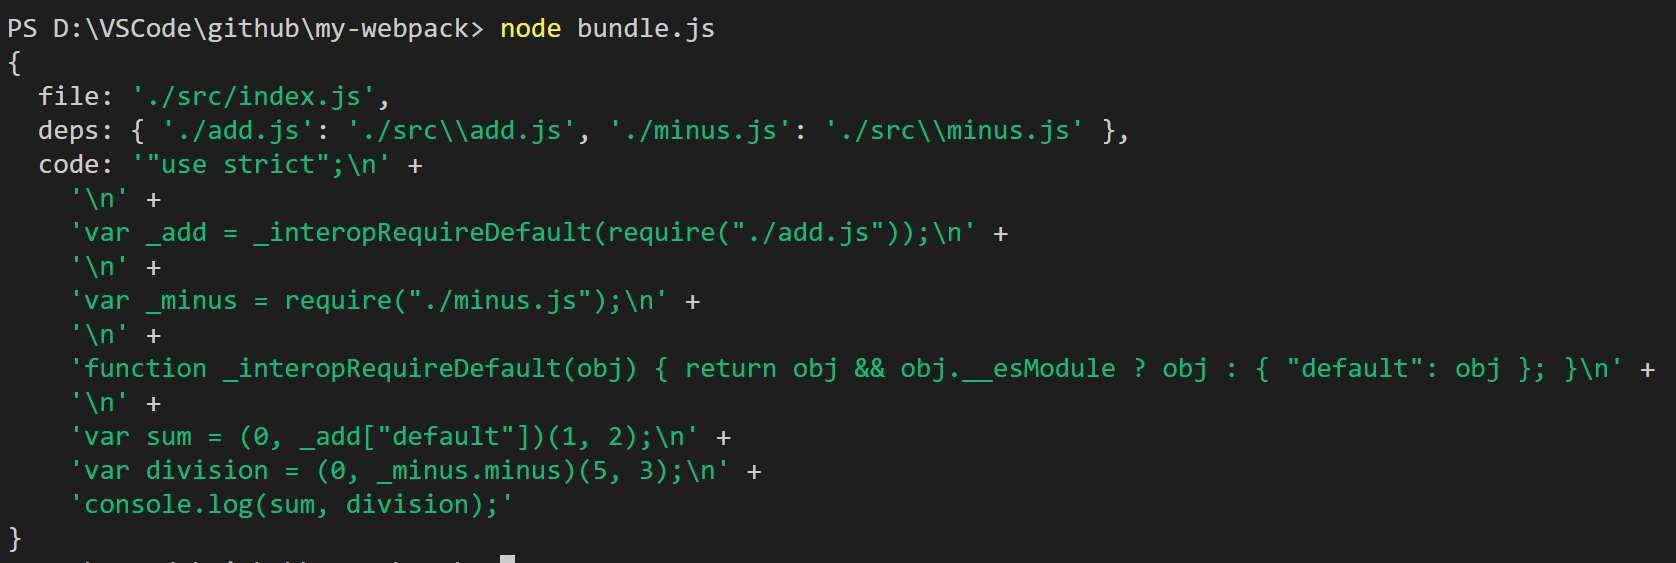 PS D:\VSCode\github\my-webpack> node bundle.js
{
  file: './src/index.js',
  deps: { './add.js': './src\\add.js', './minus.js': './src\\minus.js' },
  code: '"use strict";\n' +
    '\n' +
    'var _add = _interopRequireDefault(require("./add.js"));\n' +
    '\n' +
    'var _minus = require("./minus.js");\n' +
    '\n' +
    'function _interopRequireDefault(obj) { return obj && obj.__esModule ? obj : { "default": obj }; }\n' +
    '\n' +
    'var sum = (0, _add["default"])(1, 2);\n' +
    'var division = (0, _minus.minus)(5, 3);\n' +
    'console.log(sum, division);'
}